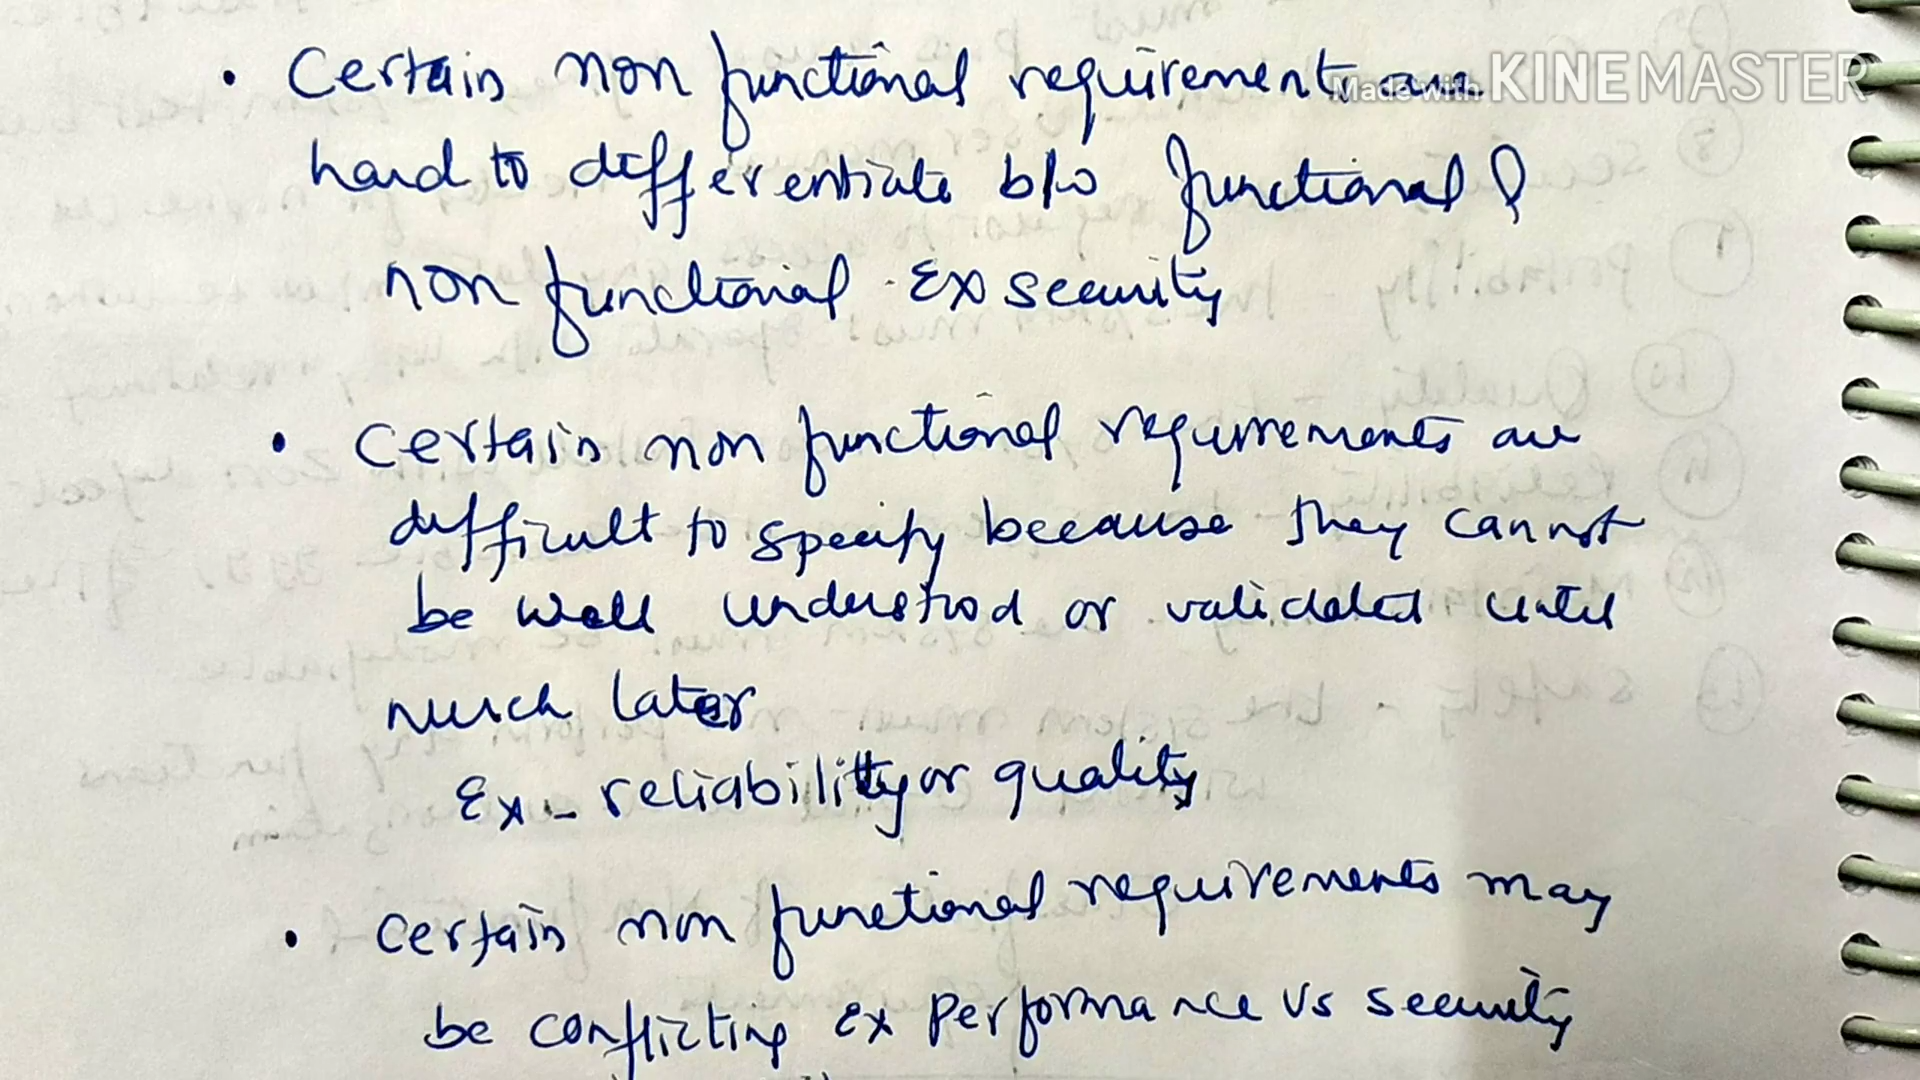 • Certain non functional requirement are
Made with KINEMASTER
hard to differentiate b/w functional &
non functional. Ex security
• Certain non functional requirements are
difficult to specify because they cannot
be well understood or validated until
much later
Ex - reliability or quality
• Certain non functional requirements may
be conflicting Ex Performance Vs security